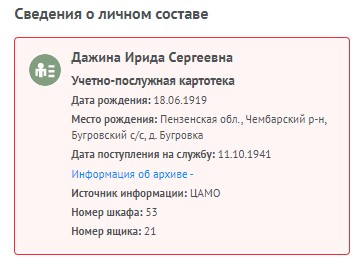 Сведения о личном составе
Дажина Ирида Сергеевна
Учетно-послужная картотека
Дата рождения: 18.06.1919
Место рождения: Пензенская обл., Чембарский р-н,
Бугровский с/с, д. Бугровка
Дата поступления на службу: 11.10.1941
Информация об архиве -
Источник информации: ЦАМО
Номер шкафа: 53
Номер ящика: 21